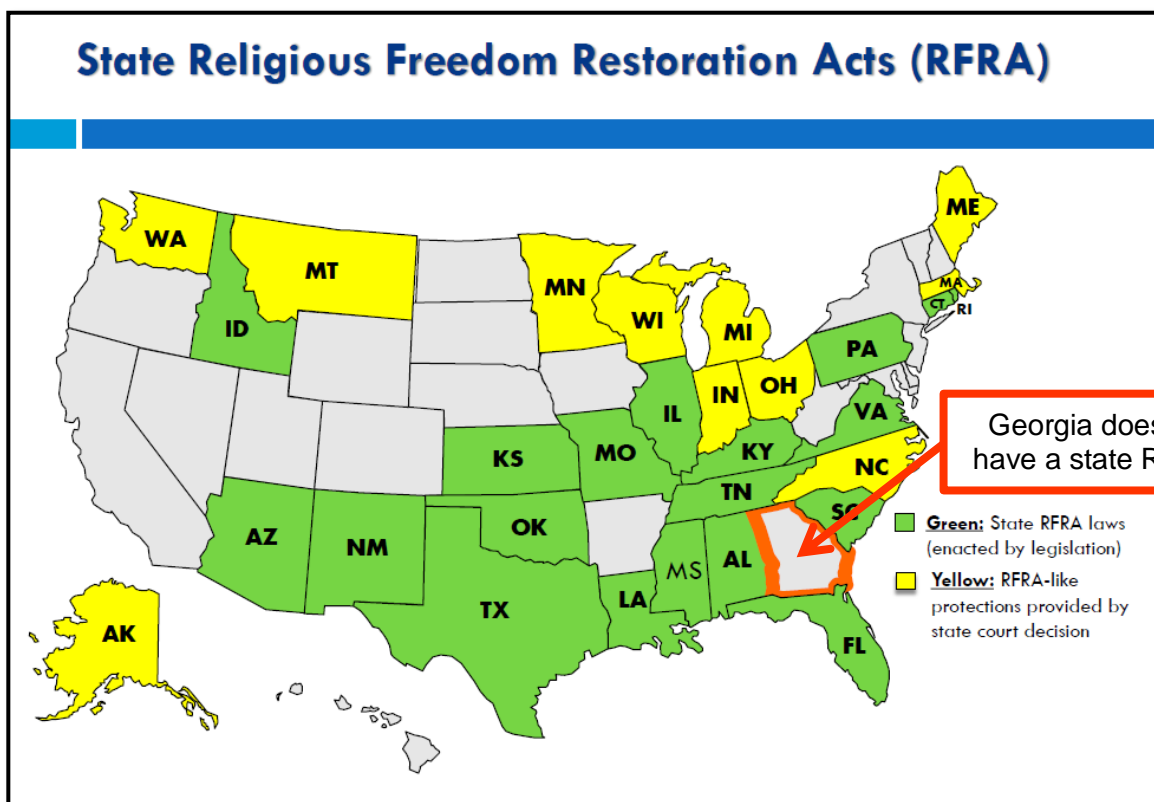 State Religious Freedom Restoration Acts (RFRA)
ME
WA
MT
MN
MA
WI
CT
RI
ID
MI
PA
IN
OH
IL
VA
KS
MO
KY
NC
TN
Georgia does
have a state R
OK
SC
AZ
NM
MS
AL
Green: State RFRA laws
(enacted by legislation)
TX
LA
Yellow: RFRA-like
protections provided by
state court decision
AK
FL